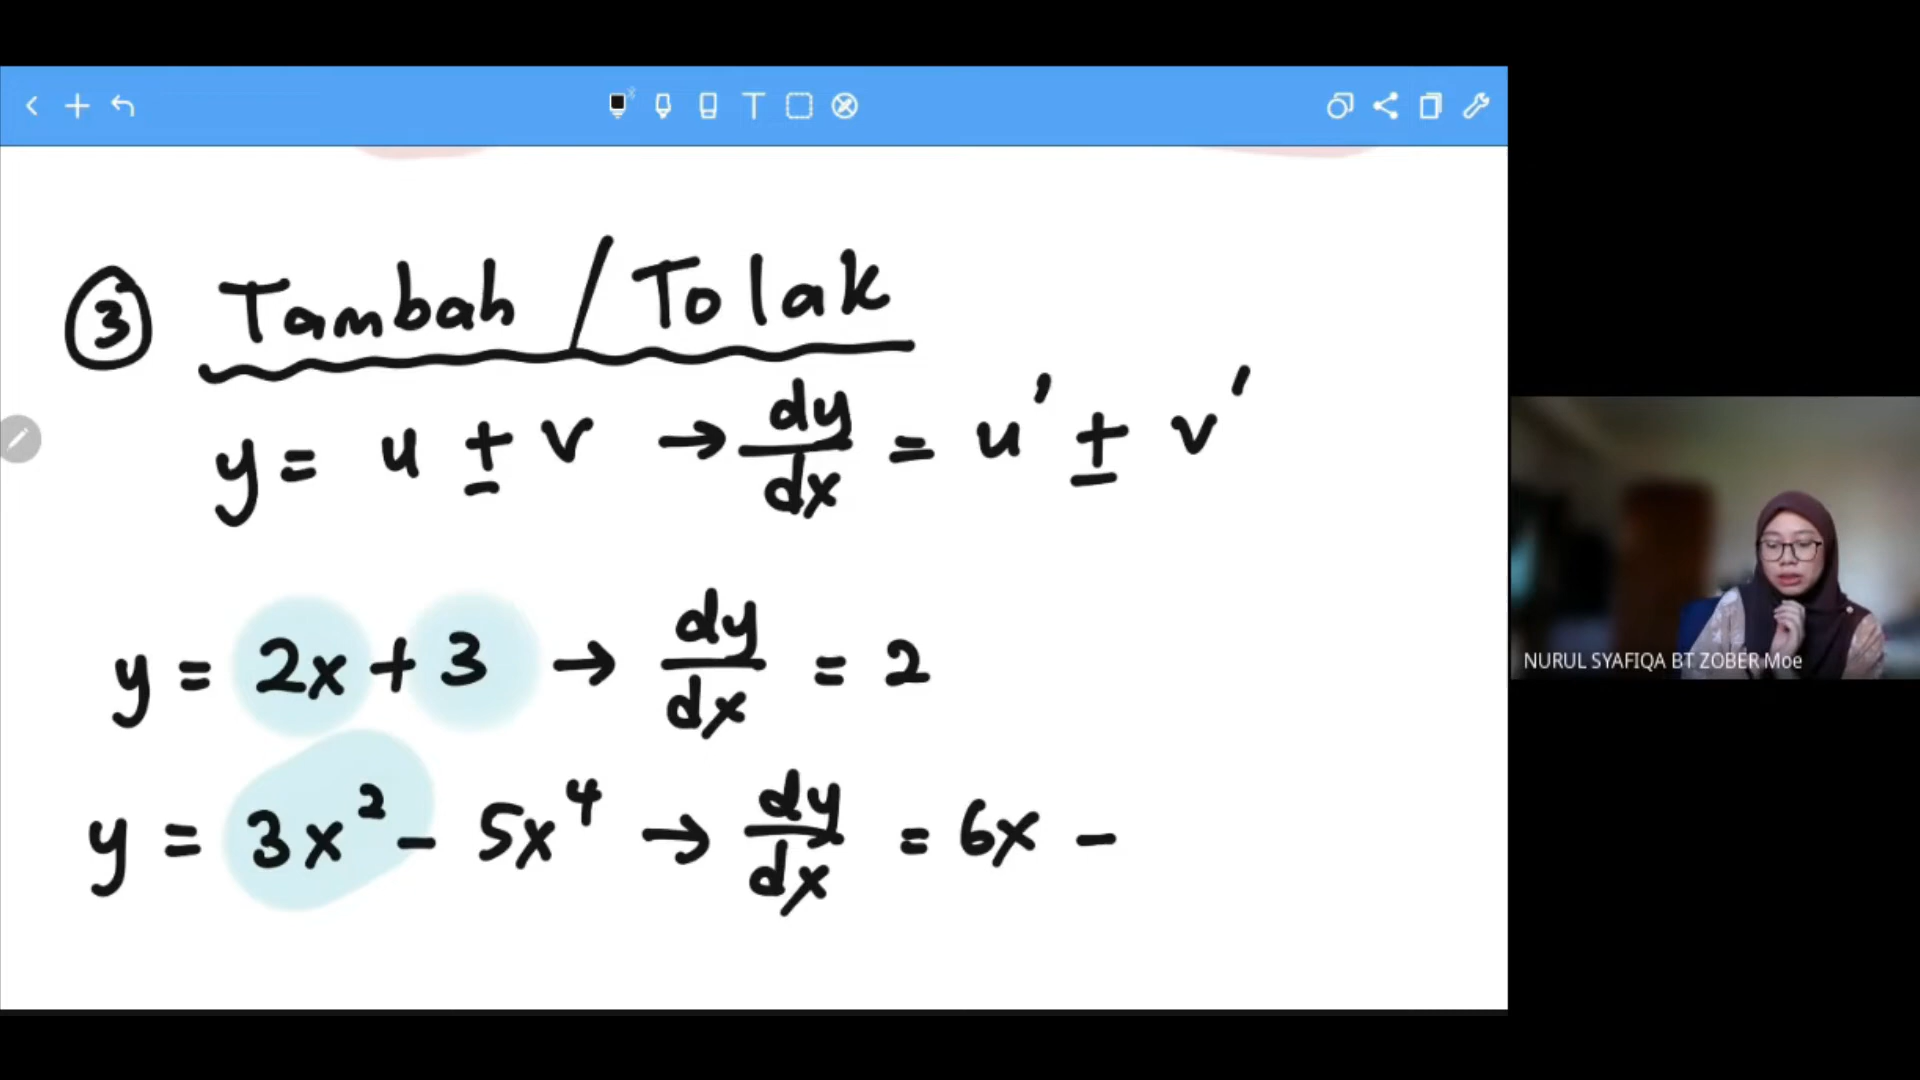 ③ Tambah / Tolak
y = u ± v → dy/dx = u' ± v'
y = 2x + 3 → dy/dx = 2
y = 3x² - 5x⁴ → dy/dx = 6x -
NURUL SYAFIQA BT ZOBER Moe